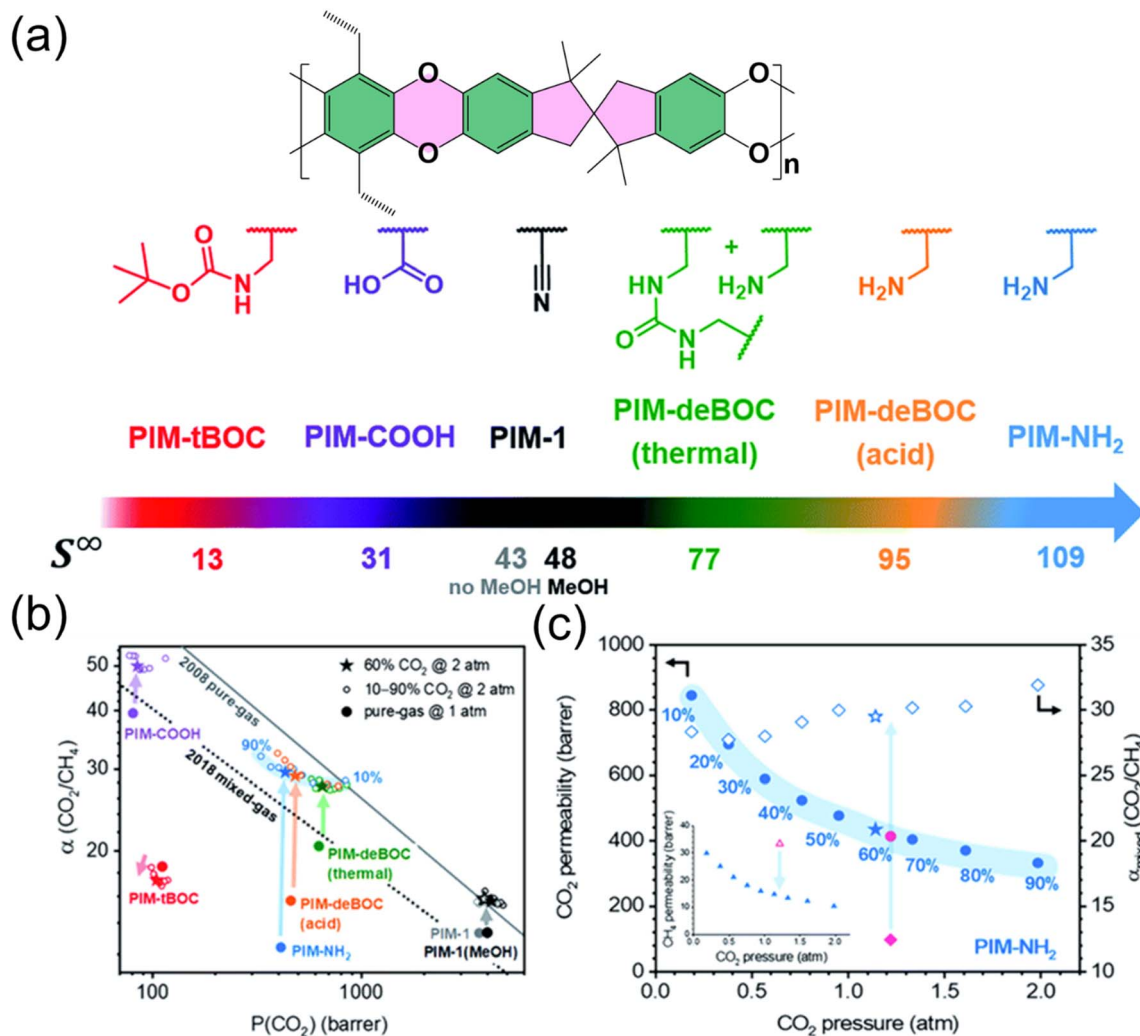 (a)
O
O
O
O
n
O
O
N
H
HO
O
N
+
NH
H2N
O
N
H
H2N
H2N
PIM-tBOC
PIM-COOH
PIM-1
PIM-deBOC
(thermal)
PIM-deBOC
(acid)
PIM-NH2
S∞
13
31
43
48
77
95
109
no MeOH
MeOH
(b)
50
40
30
20
α (CO2/CH4)
100
1000
P(CO2) (barrer)
2008 pure-gas
2018 mixed-gas
60% CO2 @ 2 atm
10–90% CO2 @ 2 atm
pure-gas @ 1 atm
PIM-COOH
90%
10%
PIM-deBOC
(thermal)
PIM-tBOC
PIM-deBOC
(acid)
PIM-NH2
PIM-1
PIM-1(MeOH)
(c)
1000
800
600
400
200
0
CO2 permeability (barrer)
0.0
0.5
1.0
1.5
2.0
CO2 pressure (atm)
35
30
25
20
15
10
αmixed (CO2/CH4)
10%
20%
30%
40%
50%
60%
70%
80%
90%
PIM-NH2
40
30
20
10
0
CH4 permeability (barrer)
0.0
0.5
1.0
1.5
2.0
CO2 pressure (atm)